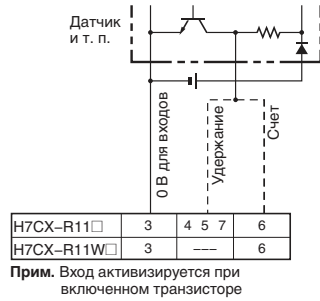 Датчик
и т. п.
0 В для входов
Удержание
Счет
H7CX–R11□ 3 4 5 7 6
H7CX–R11W□ 3 ––– 6
Прим. Вход активизируется при
включенном транзисторе